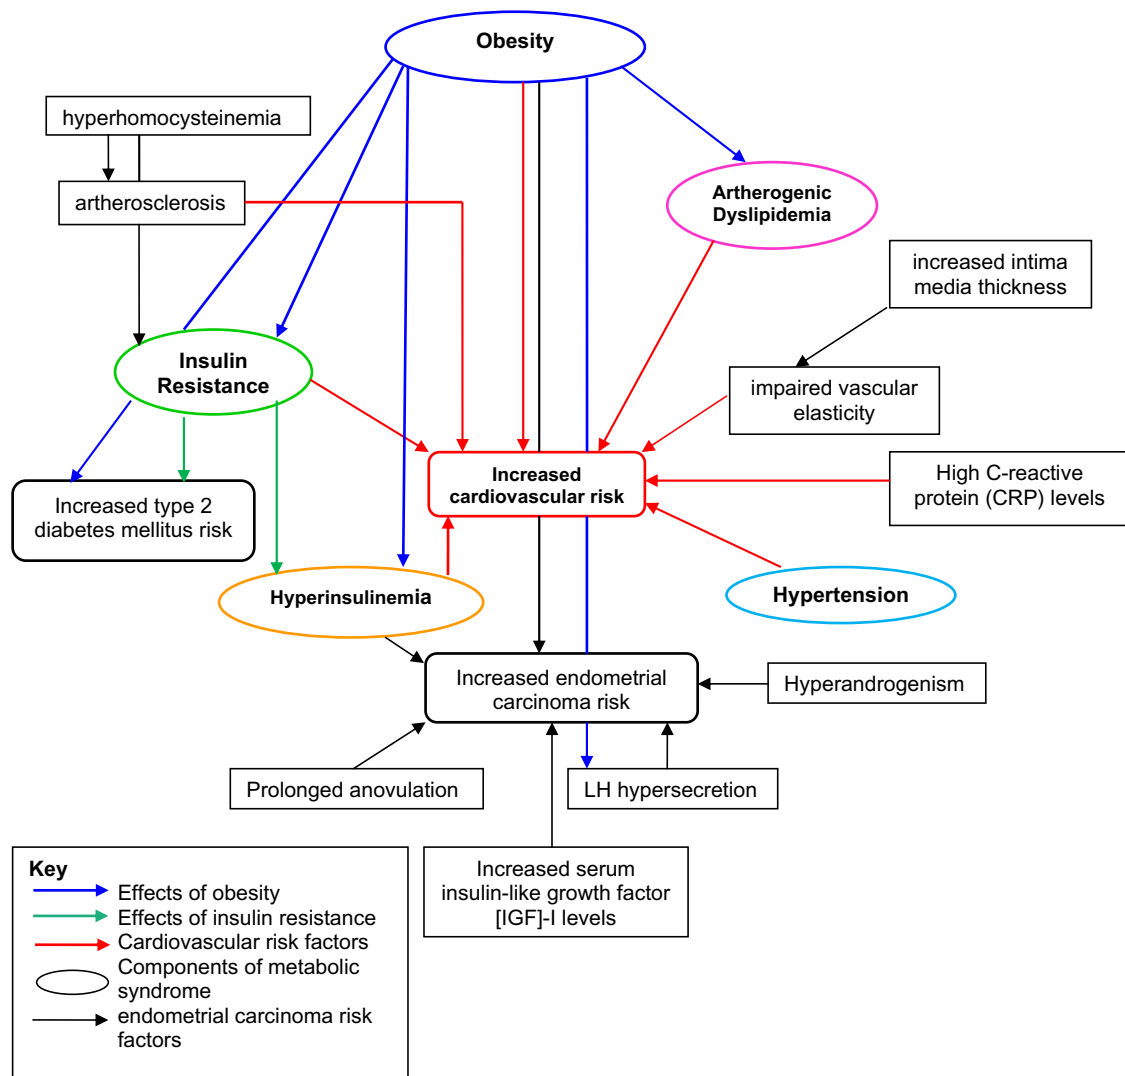 Obesity
hyperhomocysteinemia
artherosclerosis
Artherogenic
Dyslipidemia
increased intima
media thickness
Insulin
Resistance
impaired vascular
elasticity
Increased
cardiovascular risk
High C-reactive
protein (CRP) levels
Increased type 2
diabetes mellitus risk
Hyperinsulinemia
Hypertension
Increased endometrial
carcinoma risk
Hyperandrogenism
Prolonged anovulation
LH hypersecretion
Increased serum
insulin-like growth factor
[IGF]-I levels
Key
Effects of obesity
Effects of insulin resistance
Cardiovascular risk factors
Components of metabolic
syndrome
endometrial carcinoma risk
factors